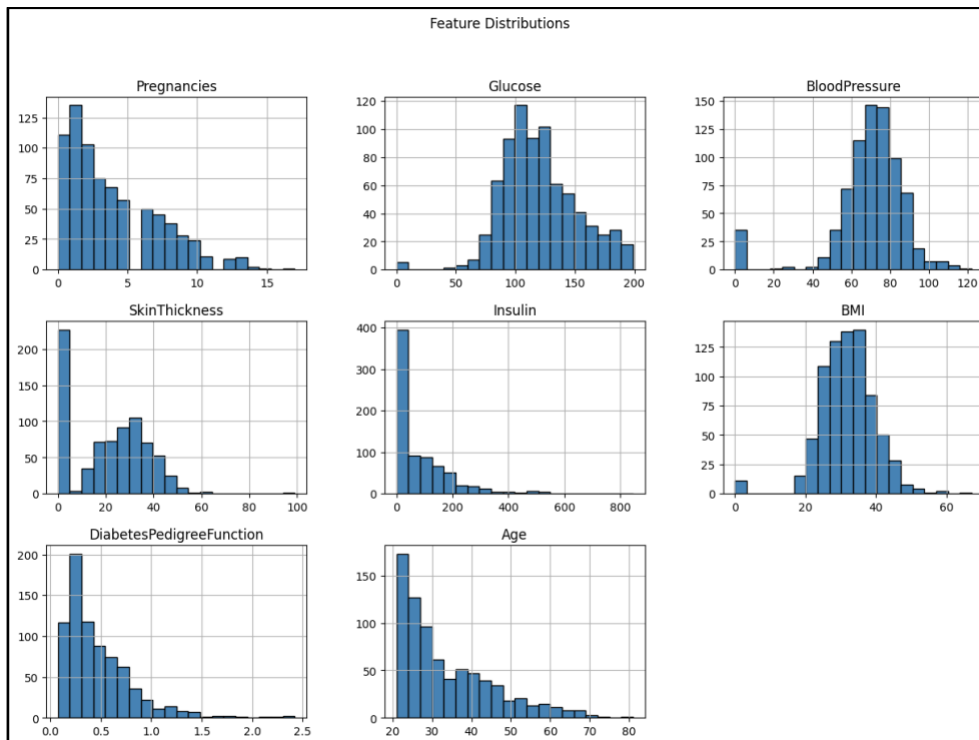 Feature Distributions
Pregnancies
125
100
75
50
25
0
0 5 10 15
Glucose
120
100
80
60
40
20
0
0 50 100 150 200
BloodPressure
150
125
100
75
50
25
0
0 20 40 60 80 100 120
SkinThickness
200
150
100
50
0
0 20 40 60 80 100
Insulin
400
300
200
100
0
0 200 400 600 800
BMI
125
100
75
50
25
0
0 20 40 60
DiabetesPedigreeFunction
200
150
100
50
0
0.0 0.5 1.0 1.5 2.0 2.5
Age
150
100
50
0
20 30 40 50 60 70 80